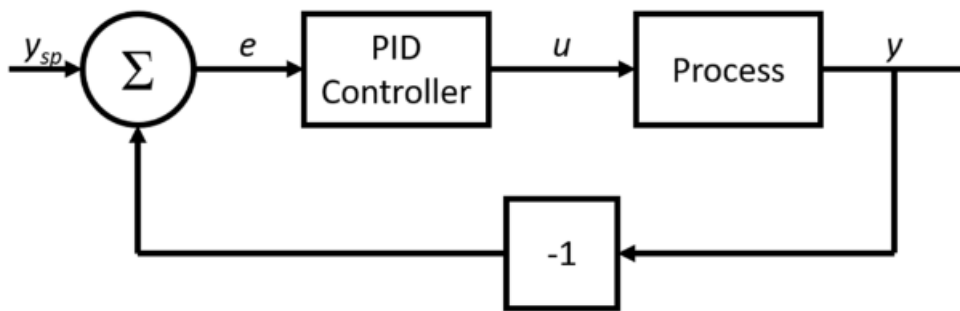 y_sp
Σ
e
PID
Controller
u
Process
y
-1